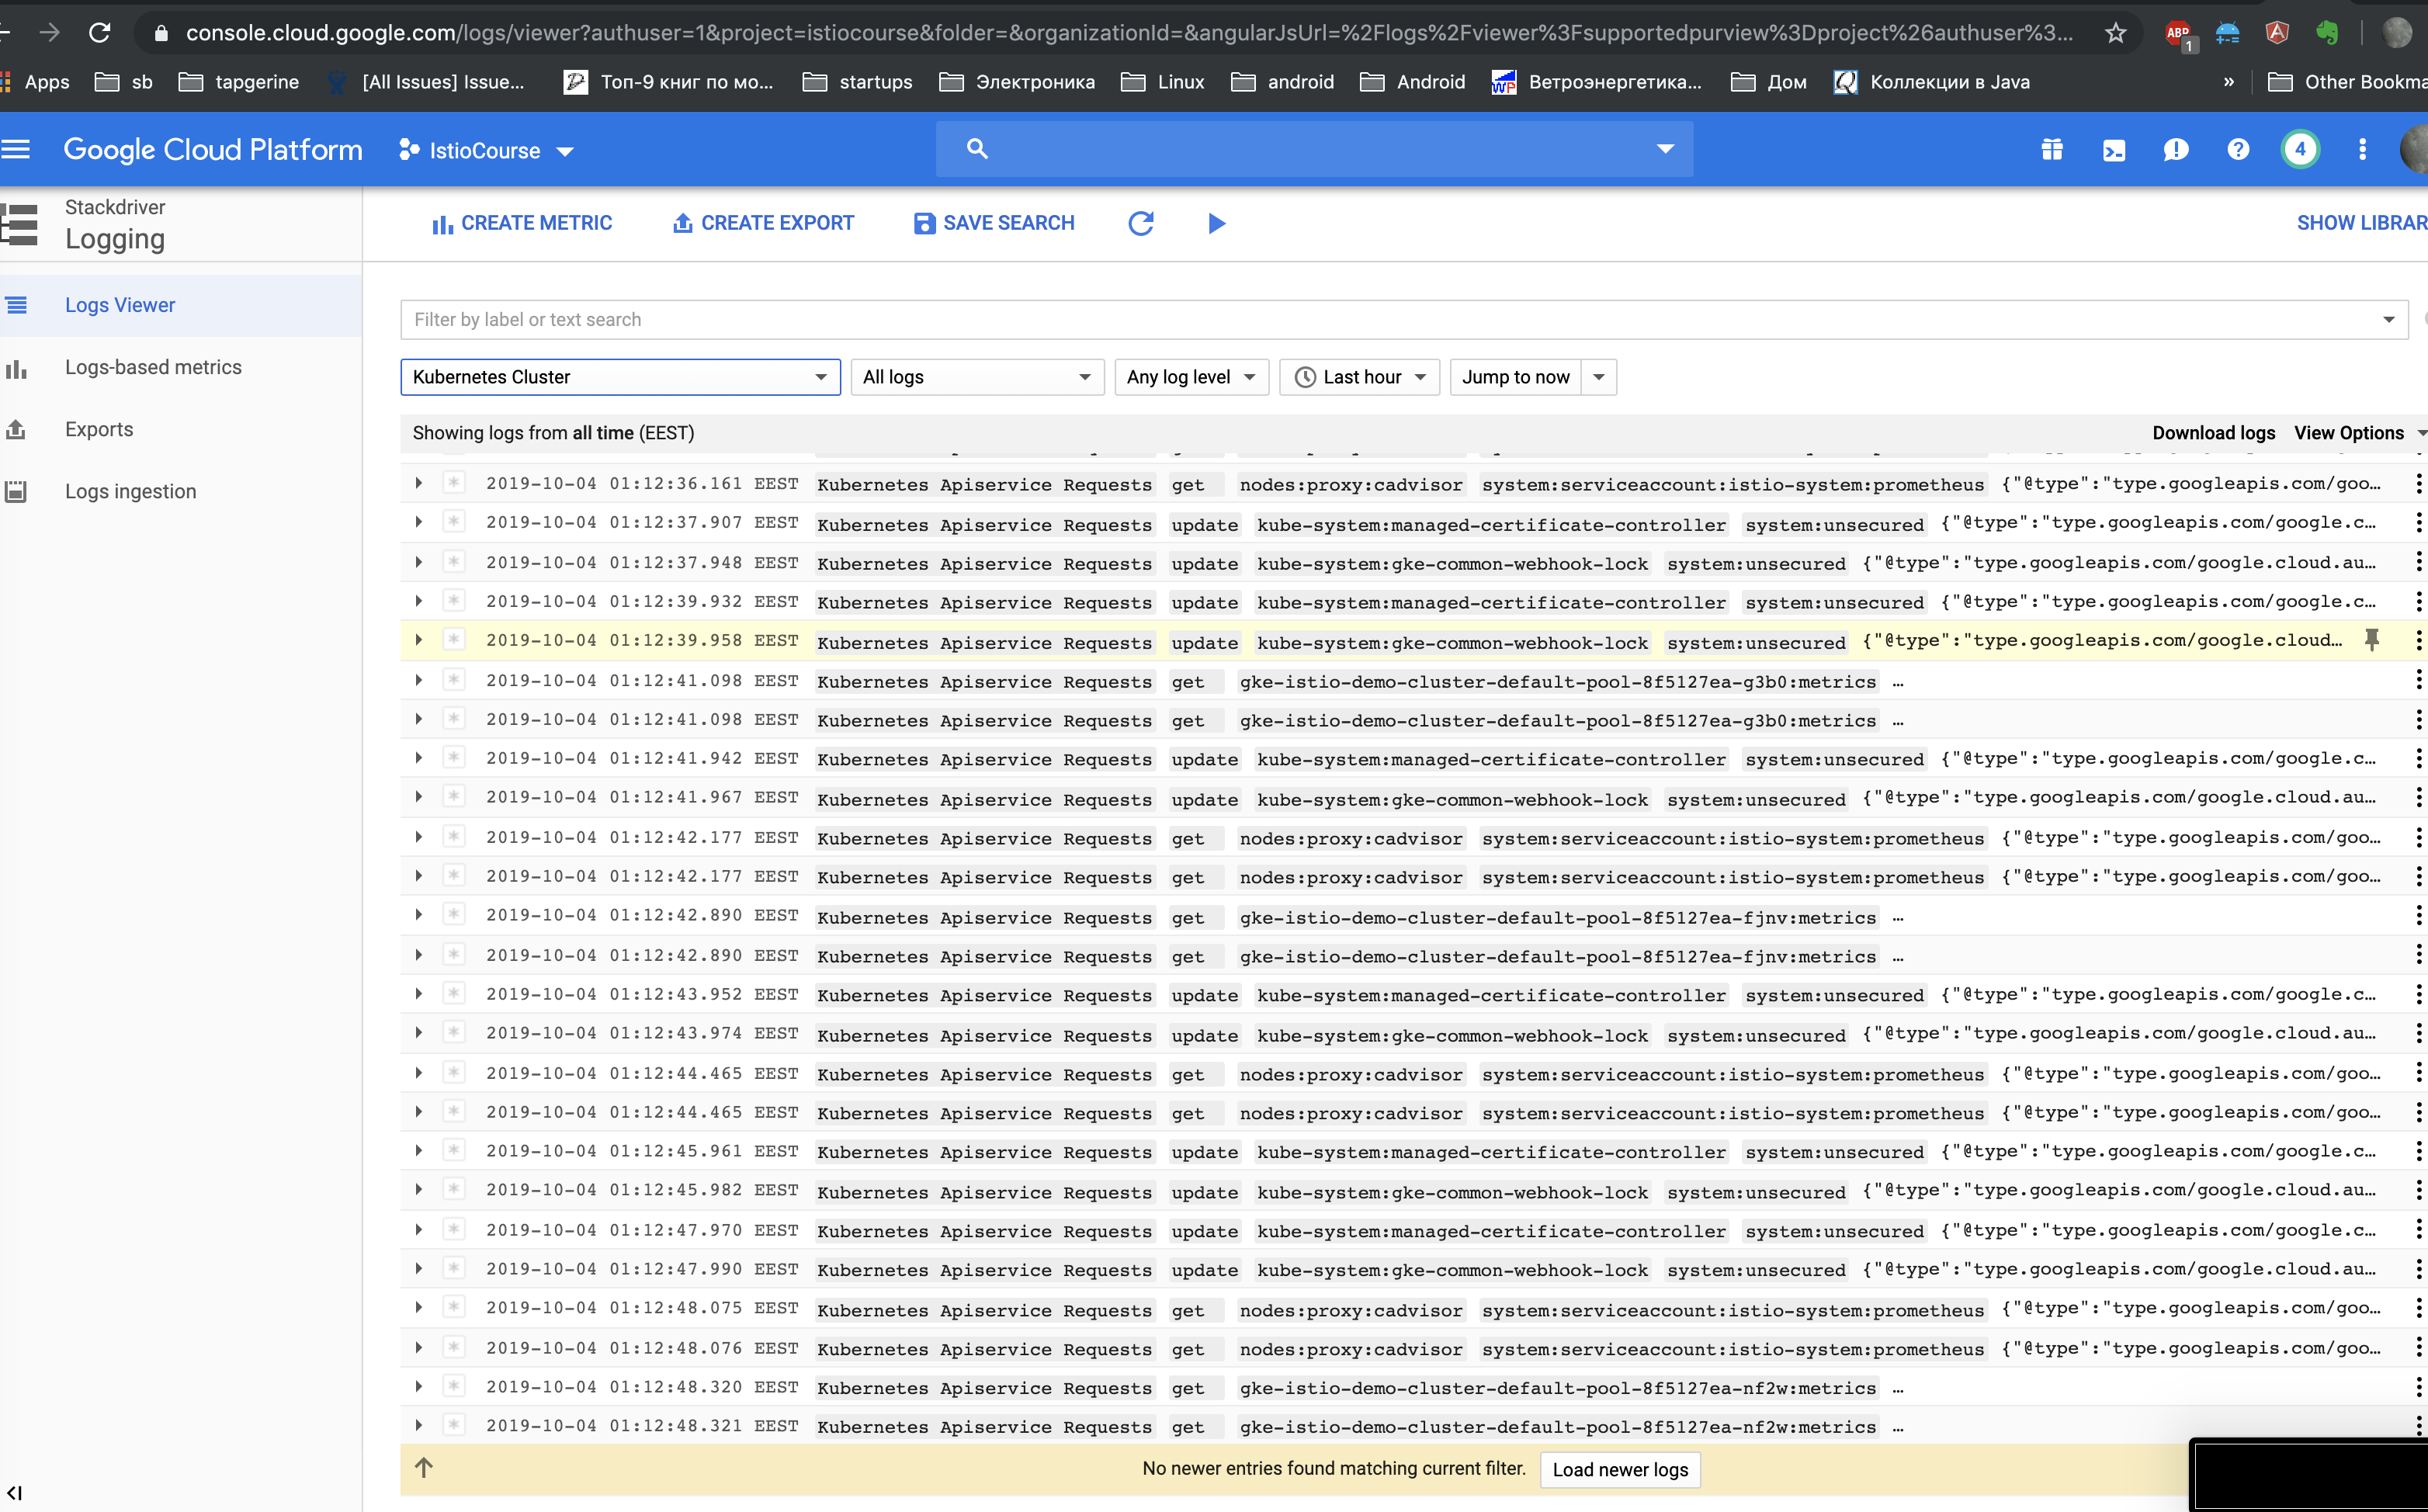 console.cloud.google.com/logs/viewer?authuser=1&project=istiocourse&folder=&organizationId=&angularJsUrl=%2Flogs%2Fviewer%3Fsupportedpurview%3Dproject%26authuser%3... ABP 1
Apps sb tapgerine [All Issues] Issue... Топ-9 книг по мо... startups Электроника Linux android Android Ветроэнергетика... Дом Коллекции в Java » Other Bookma
Google Cloud Platform IstioCourse 4
Stackdriver
Logging
CREATE METRIC CREATE EXPORT SAVE SEARCH SHOW LIBRAR
Logs Viewer
Logs-based metrics
Exports
Logs ingestion
Filter by label or text search
Kubernetes Cluster All logs Any log level Last hour Jump to now
Showing logs from all time (EEST) Download logs View Options
2019-10-04 01:12:36.161 EEST Kubernetes Apiservice Requests get nodes:proxy:cadvisor system:serviceaccount:istio-system:prometheus {"@type":"type.googleapis.com/goo...
2019-10-04 01:12:37.907 EEST Kubernetes Apiservice Requests update kube-system:managed-certificate-controller system:unsecured {"@type":"type.googleapis.com/google.c...
2019-10-04 01:12:37.948 EEST Kubernetes Apiservice Requests update kube-system:gke-common-webhook-lock system:unsecured {"@type":"type.googleapis.com/google.cloud.au...
2019-10-04 01:12:39.932 EEST Kubernetes Apiservice Requests update kube-system:managed-certificate-controller system:unsecured {"@type":"type.googleapis.com/google.c...
2019-10-04 01:12:39.958 EEST Kubernetes Apiservice Requests update kube-system:gke-common-webhook-lock system:unsecured {"@type":"type.googleapis.com/google.cloud...
2019-10-04 01:12:41.098 EEST Kubernetes Apiservice Requests get gke-istio-demo-cluster-default-pool-8f5127ea-g3b0:metrics ...
2019-10-04 01:12:41.098 EEST Kubernetes Apiservice Requests get gke-istio-demo-cluster-default-pool-8f5127ea-g3b0:metrics ...
2019-10-04 01:12:41.942 EEST Kubernetes Apiservice Requests update kube-system:managed-certificate-controller system:unsecured {"@type":"type.googleapis.com/google.c...
2019-10-04 01:12:41.967 EEST Kubernetes Apiservice Requests update kube-system:gke-common-webhook-lock system:unsecured {"@type":"type.googleapis.com/google.cloud.au...
2019-10-04 01:12:42.177 EEST Kubernetes Apiservice Requests get nodes:proxy:cadvisor system:serviceaccount:istio-system:prometheus {"@type":"type.googleapis.com/goo...
2019-10-04 01:12:42.177 EEST Kubernetes Apiservice Requests get nodes:proxy:cadvisor system:serviceaccount:istio-system:prometheus {"@type":"type.googleapis.com/goo...
2019-10-04 01:12:42.890 EEST Kubernetes Apiservice Requests get gke-istio-demo-cluster-default-pool-8f5127ea-fjnv:metrics ...
2019-10-04 01:12:42.890 EEST Kubernetes Apiservice Requests get gke-istio-demo-cluster-default-pool-8f5127ea-fjnv:metrics ...
2019-10-04 01:12:43.952 EEST Kubernetes Apiservice Requests update kube-system:managed-certificate-controller system:unsecured {"@type":"type.googleapis.com/google.c...
2019-10-04 01:12:43.974 EEST Kubernetes Apiservice Requests update kube-system:gke-common-webhook-lock system:unsecured {"@type":"type.googleapis.com/google.cloud.au...
2019-10-04 01:12:44.465 EEST Kubernetes Apiservice Requests get nodes:proxy:cadvisor system:serviceaccount:istio-system:prometheus {"@type":"type.googleapis.com/goo...
2019-10-04 01:12:44.465 EEST Kubernetes Apiservice Requests get nodes:proxy:cadvisor system:serviceaccount:istio-system:prometheus {"@type":"type.googleapis.com/goo...
2019-10-04 01:12:45.961 EEST Kubernetes Apiservice Requests update kube-system:managed-certificate-controller system:unsecured {"@type":"type.googleapis.com/google.c...
2019-10-04 01:12:45.982 EEST Kubernetes Apiservice Requests update kube-system:gke-common-webhook-lock system:unsecured {"@type":"type.googleapis.com/google.cloud.au...
2019-10-04 01:12:47.970 EEST Kubernetes Apiservice Requests update kube-system:managed-certificate-controller system:unsecured {"@type":"type.googleapis.com/google.c...
2019-10-04 01:12:47.990 EEST Kubernetes Apiservice Requests update kube-system:gke-common-webhook-lock system:unsecured {"@type":"type.googleapis.com/google.cloud.au...
2019-10-04 01:12:48.075 EEST Kubernetes Apiservice Requests get nodes:proxy:cadvisor system:serviceaccount:istio-system:prometheus {"@type":"type.googleapis.com/goo...
2019-10-04 01:12:48.076 EEST Kubernetes Apiservice Requests get nodes:proxy:cadvisor system:serviceaccount:istio-system:prometheus {"@type":"type.googleapis.com/goo...
2019-10-04 01:12:48.320 EEST Kubernetes Apiservice Requests get gke-istio-demo-cluster-default-pool-8f5127ea-nf2w:metrics ...
2019-10-04 01:12:48.321 EEST Kubernetes Apiservice Requests get gke-istio-demo-cluster-default-pool-8f5127ea-nf2w:metrics ...
No newer entries found matching current filter. Load newer logs